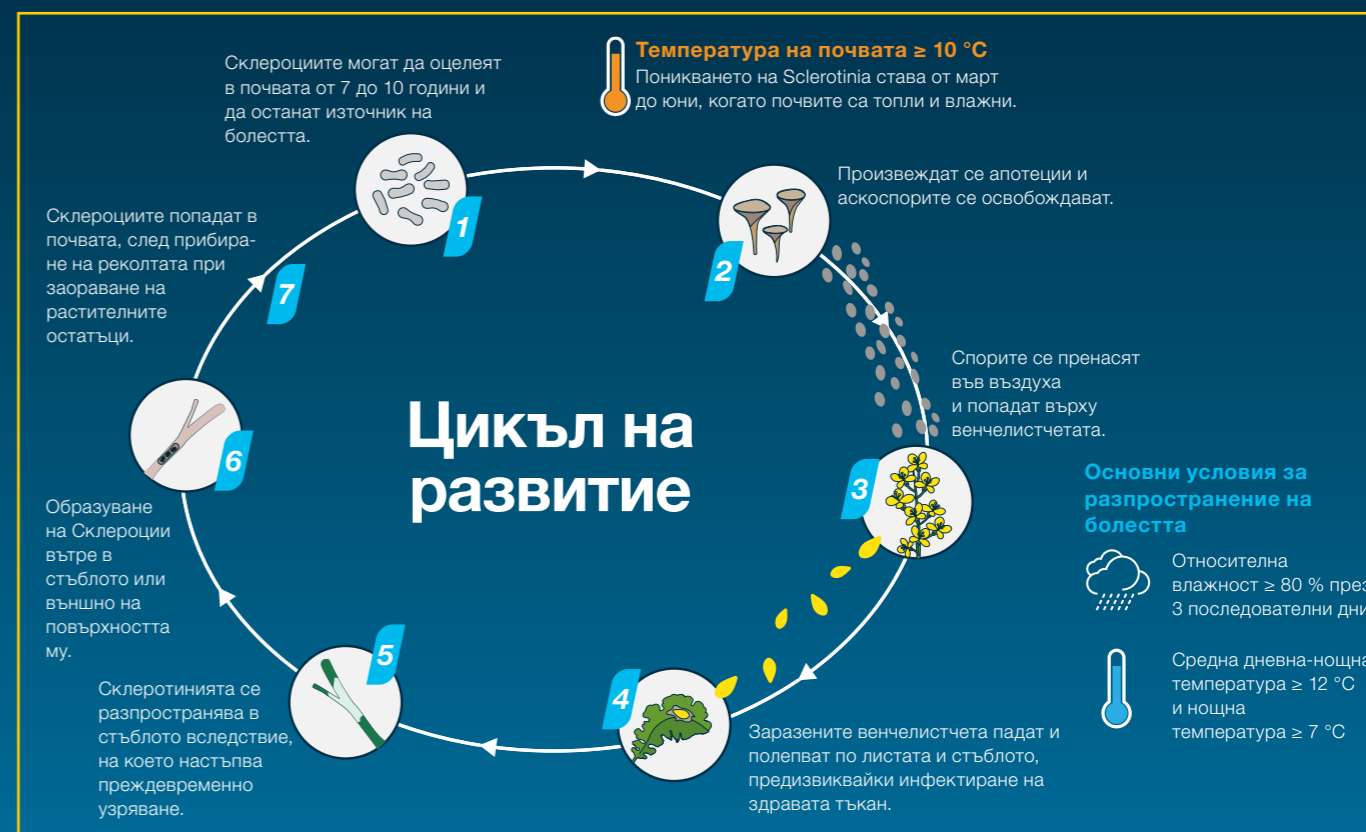 Склероциите могат да оцелеят
в почвата от 7 до 10 години и
да останат източник на
болестта.
Температура на почвата ≥ 10 °C
Поникването на Sclerotinia става от март
до юни, когато почвите са топли и влажни.
1
2
Произвеждат се апотеции и
аскоспорите се освобождават.
Склероциите попадат в
почвата, след прибира-
не на реколтата при
заораване на
растителните
остатъци.
7
Спорите се пренасят
във въздуха
и попадат върху
венчелистчетата.
Цикъл на
развитие
6
3
Основни условия за
разпространение на
болестта
Относителна
влажност ≥ 80 % през
3 последователни дни
Средна дневна-нощна
температура ≥ 12 °C
и нощна
температура ≥ 7 °C
Образуване
на Склероции
вътре в
стъблото или
външно на
повърхността
му.
5
4
Склеротинията се
разпространява в
стъблото вследствие,
на което настъпва
преждевременно
узряване.
Заразените венчелистчета падат и
полепват по листата и стъблото,
предизвиквайки инфектиране на
здравата тъкан.